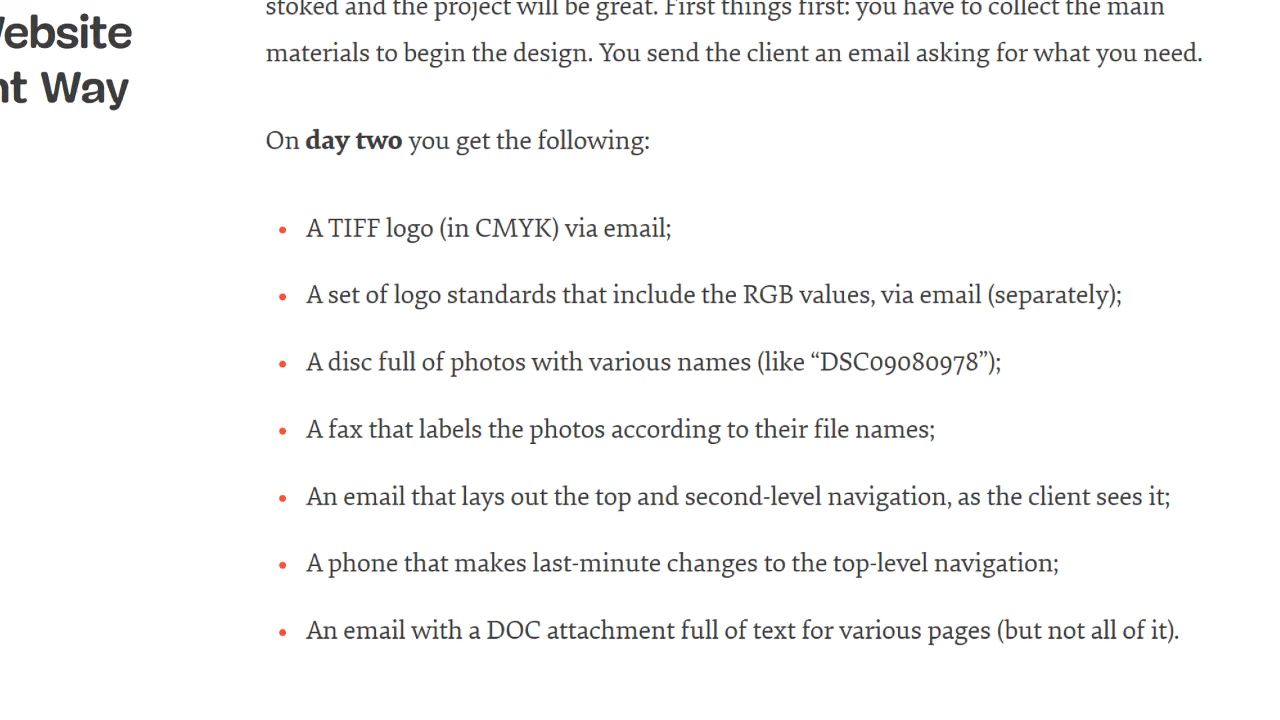 Website
nt Way
stoked and the project will be great. First things first: you have to collect the main
materials to begin the design. You send the client an email asking for what you need.
On day two you get the following:
• A TIFF logo (in CMYK) via email;
• A set of logo standards that include the RGB values, via email (separately);
• A disc full of photos with various names (like “DSC09080978”);
• A fax that labels the photos according to their file names;
• An email that lays out the top and second-level navigation, as the client sees it;
• A phone that makes last-minute changes to the top-level navigation;
• An email with a DOC attachment full of text for various pages (but not all of it).